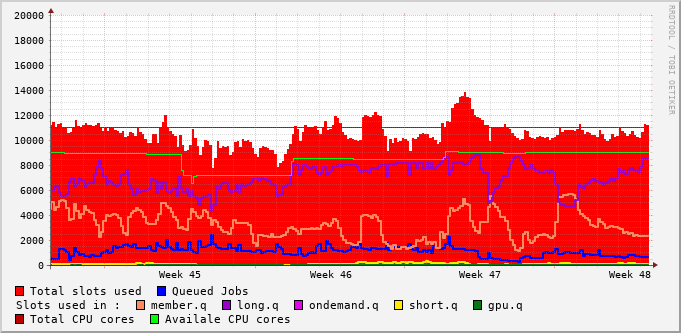 20000
18000
16000
14000
12000
10000
8000
6000
4000
2000
0
Week 45 Week 46 Week 47 Week 48
RRDTOOL / TOBI OETIKER
Total slots used Queued Jobs
Slots used in : member.q long.q ondemand.q short.q gpu.q
Total CPU cores Availale CPU cores